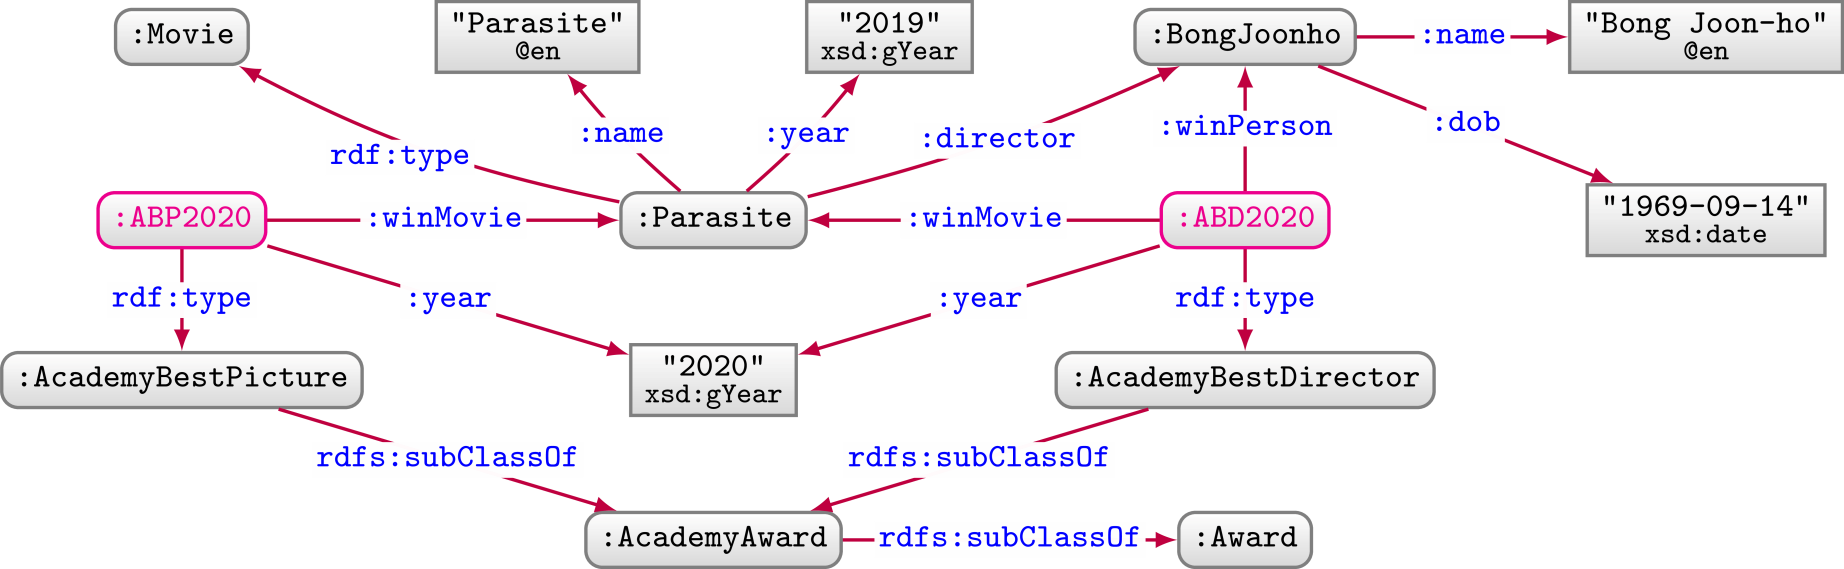 :Movie
"Parasite"
@en
"2019"
xsd:gYear
:BongJoonho
:name
"Bong Joon-ho"
@en
rdf:type
:name
:year
:director
:winPerson
:dob
:ABP2020
:winMovie
:Parasite
:winMovie
:ABD2020
"1969-09-14"
xsd:date
rdf:type
:year
:year
rdf:type
:AcademyBestPicture
"2020"
xsd:gYear
:AcademyBestDirector
rdfs:subClassOf
rdfs:subClassOf
:AcademyAward
rdfs:subClassOf
:Award